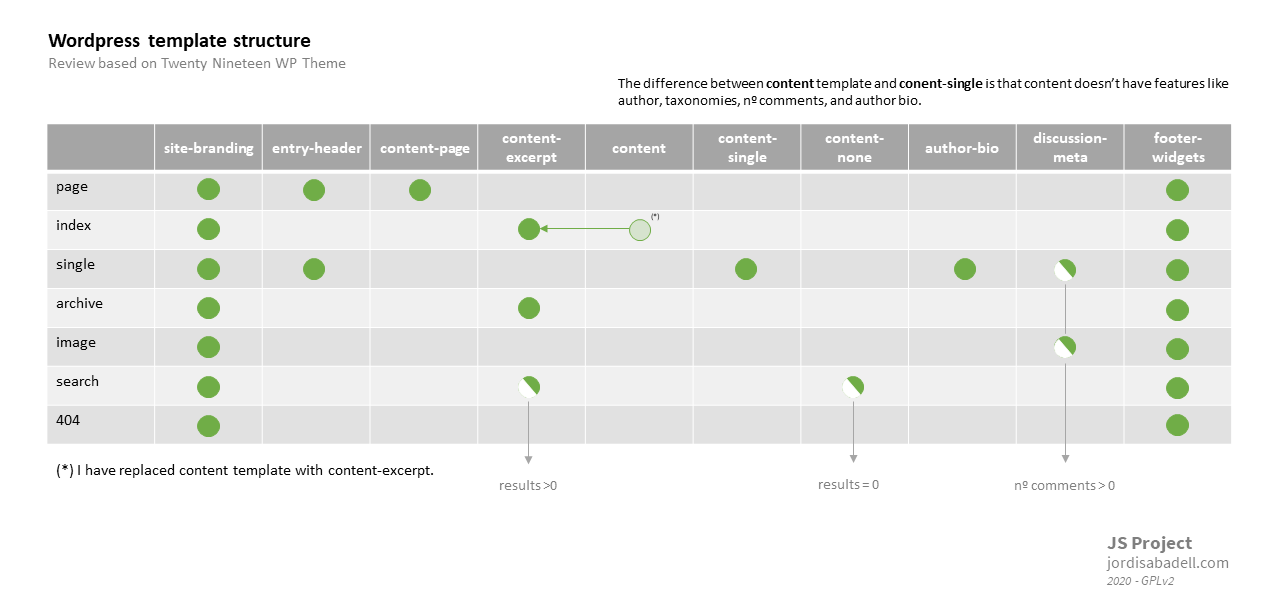 Wordpress template structure
Review based on Twenty Nineteen WP Theme
The difference between content template and conent-single is that content doesn't have features like
author, taxonomies, nº comments, and author bio.
site-branding
entry-header
content-page
content-
excerpt
content
content-
single
content-
none
author-bio
discussion-
meta
footer-
widgets
page
index
(*)
single
archive
image
search
404
(*) I have replaced content template with content-excerpt.
results >0
results = 0
nº comments > 0
JS Project
jordisabadell.com
2020 - GPLv2